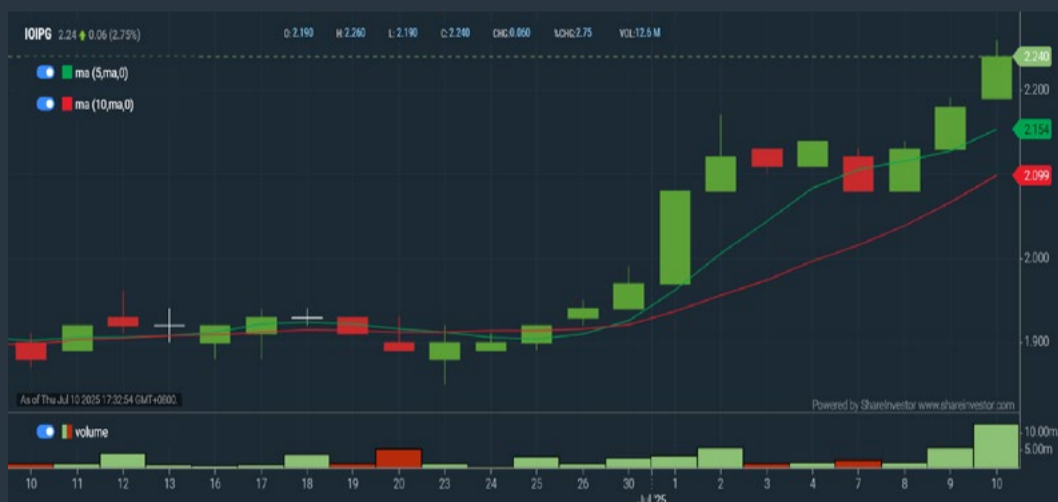 IOIPG 2.24 0.06 (2.75%) O: 2.190 H: 2.260 L: 2.190 C: 2.240 CHG:0.060 %CHG:2.75 VOL:12.6 M
2.240
ma (5,ma,0)
2.200
ma (10,ma,0)
2.154
2.099
2.000
1.900
As of Thu Jul 10 2025 17:32:54 GMT+0800.
Powered by ShareInvestor www.shareinvestor.com
volume
10.00m
5.00m
10 11 12 13 16 17 18 19 20 23 24 25 26 30 1 2 3 4 7 8 9 10
Jul '25